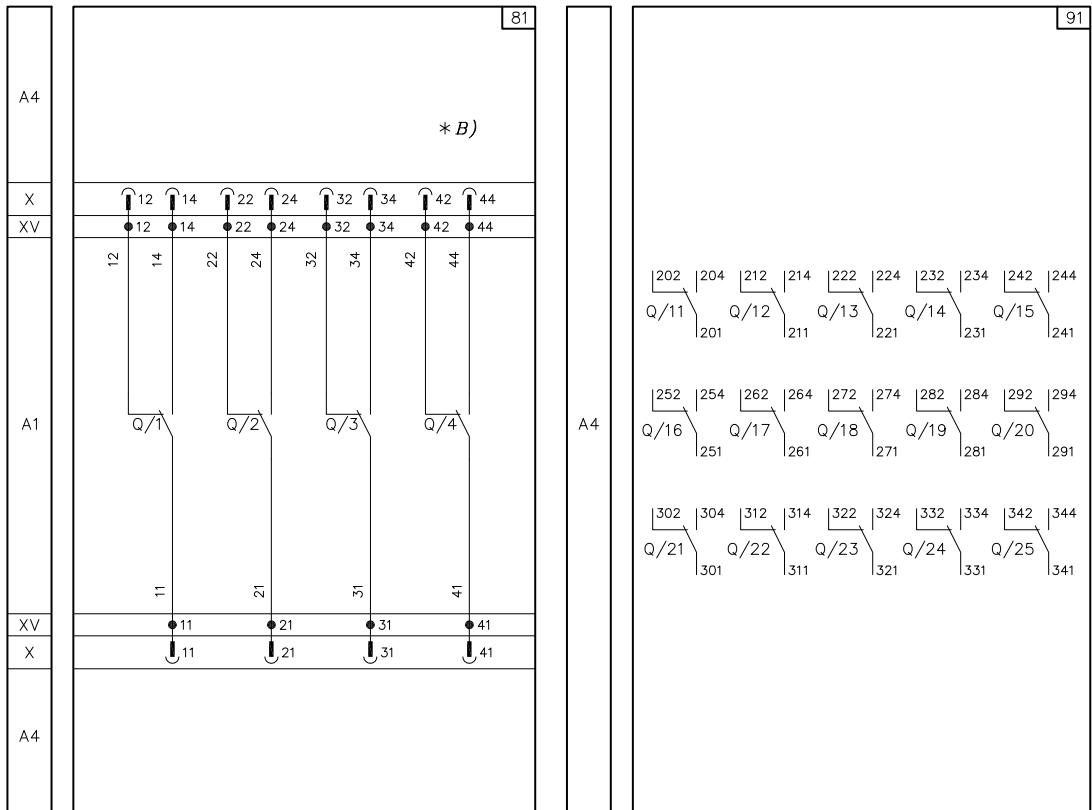 81
A4
* B)
X 12 14 22 24 32 34 42 44
XV 12 14 22 24 32 34 42 44
12 14 22 24 32 34 42 44
A1 Q/1 Q/2 Q/3 Q/4
11 21 31 41
XV 11 21 31 41
X 11 21 31 41
A4
91
202 204 212 214 222 224 232 234 242 244
Q/11 Q/12 Q/13 Q/14 Q/15
201 211 221 231 241
252 254 262 264 272 274 282 284 292 294
A4 Q/16 Q/17 Q/18 Q/19 Q/20
251 261 271 281 291
302 304 312 314 322 324 332 334 342 344
Q/21 Q/22 Q/23 Q/24 Q/25
301 311 321 331 341